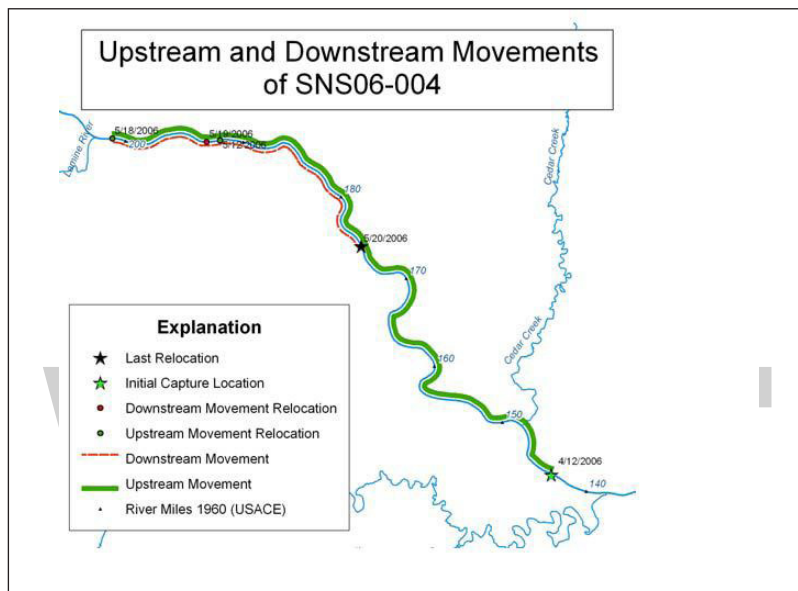 Upstream and Downstream Movements
of SNS06-004
5/18/2006
5/19/2006
5/12/2006
Lamine River
200
Cedar Creek
180
5/20/2006
170
Explanation
Last Relocation
Initial Capture Location
Downstream Movement Relocation
Upstream Movement Relocation
Downstream Movement
Upstream Movement
River Miles 1960 (USACE)
160
Cedar Creek
150
4/12/2006
140